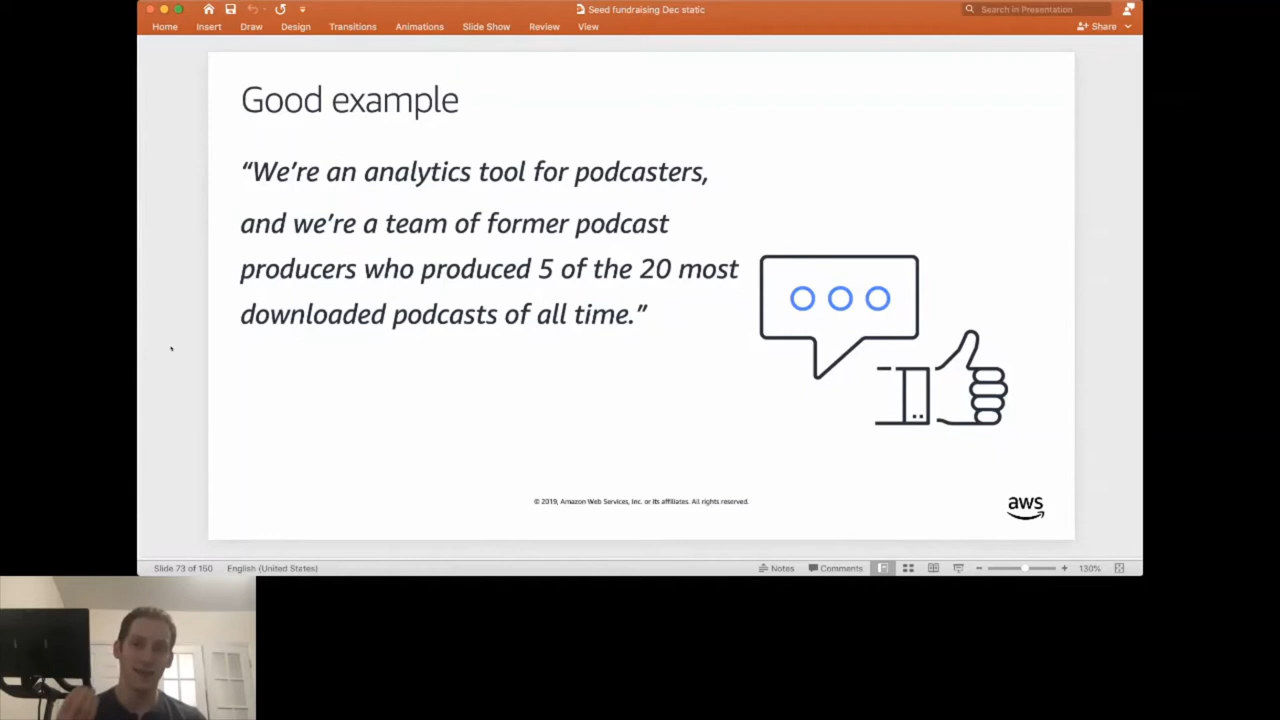 Seed fundraising Dec static
Search in Presentation
Home Insert Draw Design Transitions Animations Slide Show Review View Share
Good example
“We’re an analytics tool for podcasters,
and we’re a team of former podcast
producers who produced 5 of the 20 most
downloaded podcasts of all time.”
© 2019, Amazon Web Services, Inc. or its affiliates. All rights reserved.
aws
Slide 73 of 150 English (United States) Notes Comments 130%